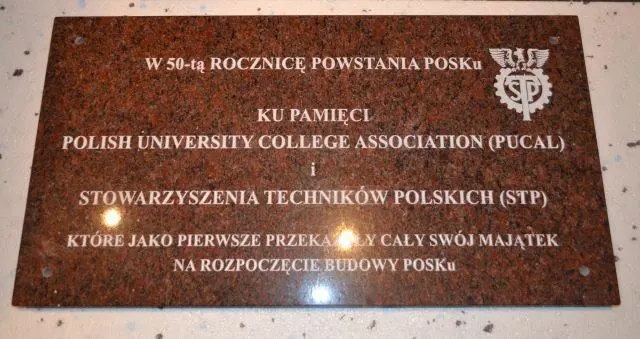 W 50-tą ROCZNICĘ POWSTANIA POSKu
STP
KU PAMIĘCI
POLISH UNIVERSITY COLLEGE ASSOCIATION (PUCAL)
i
STOWARZYSZENIA TECHNIKÓW POLSKICH (STP)
KTÓRE JAKO PIERWSZE PRZEKAZAŁY CAŁY SWÓJ MAJĄTEK
NA ROZPOCZĘCIE BUDOWY POSKu